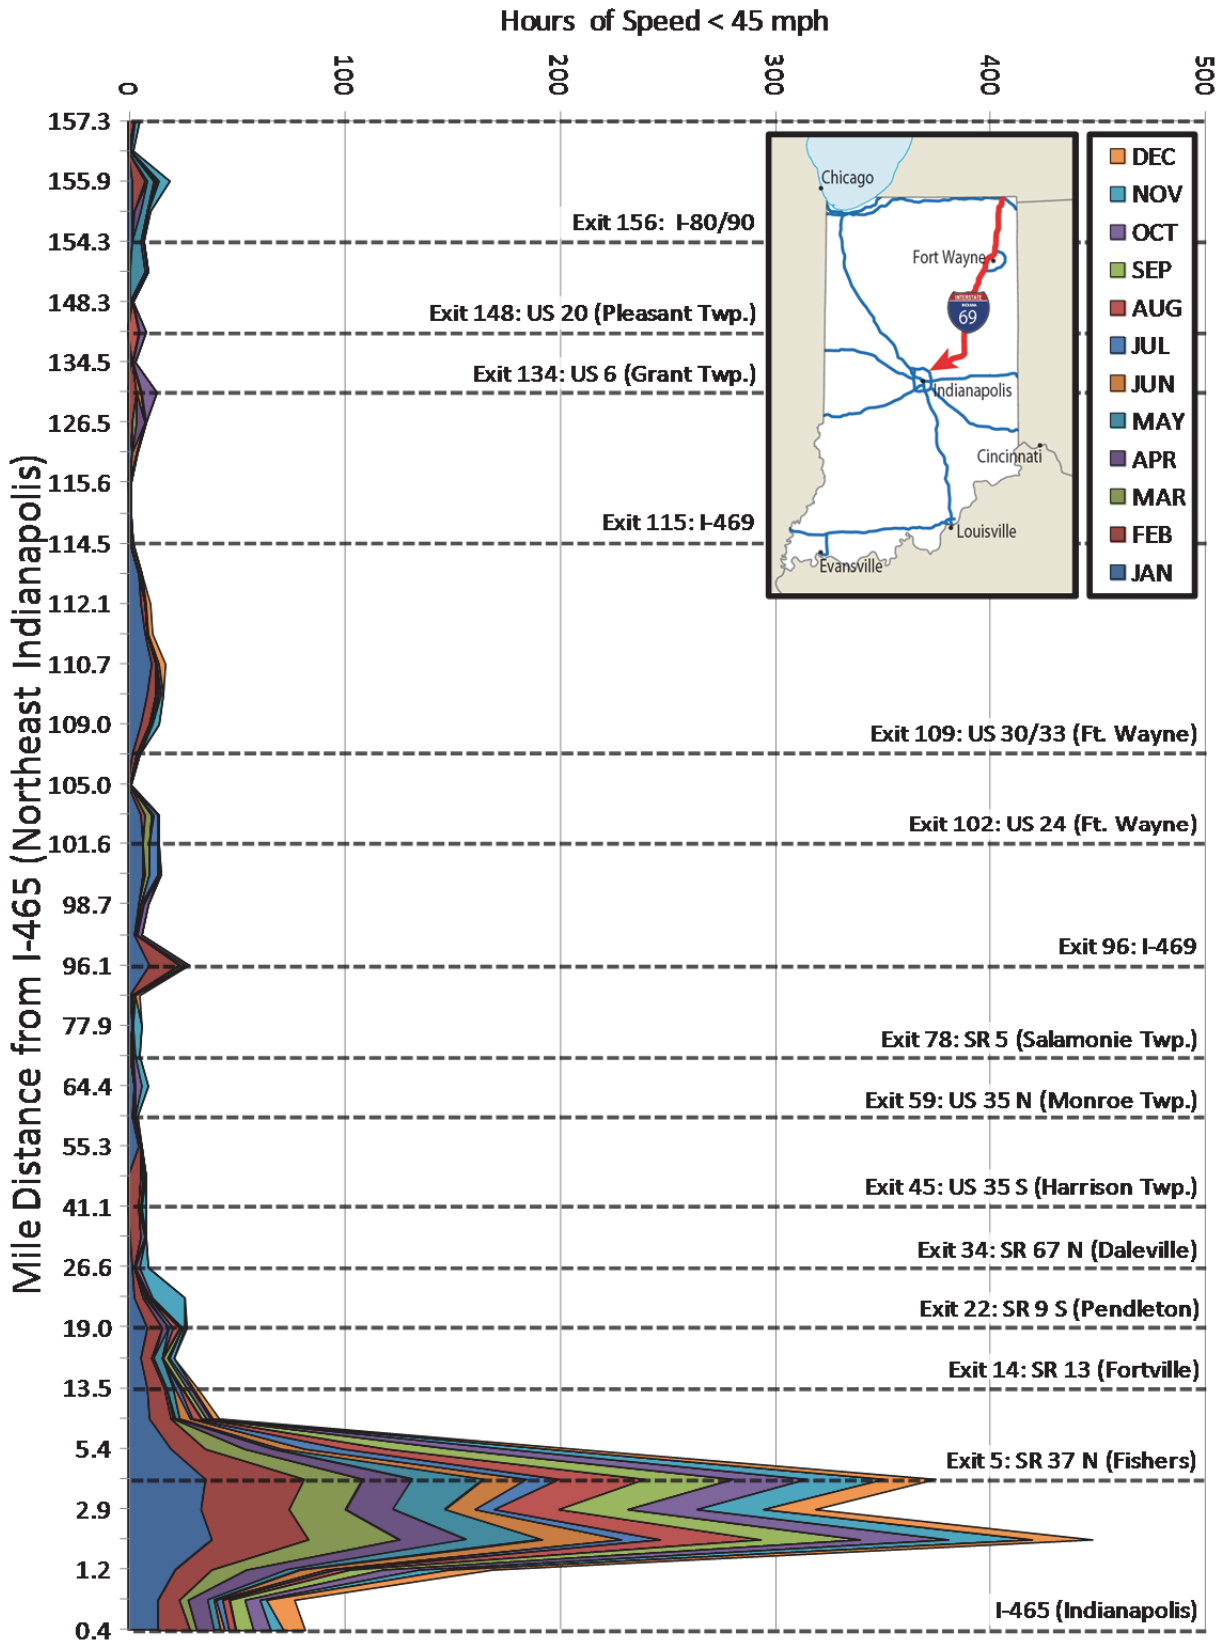 Hours of Speed < 45 mph
0
100
200
300
400
500
Mile Distance from I-465 (Northeast Indianapolis)
157.3
155.9
154.3
148.3
134.5
126.5
115.6
114.5
112.1
110.7
109.0
105.0
101.6
98.7
96.1
77.9
64.4
55.3
41.1
26.6
19.0
13.5
5.4
2.9
1.2
0.4
Exit 156: I-80/90
Exit 148: US 20 (Pleasant Twp.)
Exit 134: US 6 (Grant Twp.)
Exit 115: I-469
Exit 109: US 30/33 (Ft. Wayne)
Exit 102: US 24 (Ft. Wayne)
Exit 96: I-469
Exit 78: SR 5 (Salamonie Twp.)
Exit 59: US 35 N (Monroe Twp.)
Exit 45: US 35 S (Harrison Twp.)
Exit 34: SR 67 N (Daleville)
Exit 22: SR 9 S (Pendleton)
Exit 14: SR 13 (Fortville)
Exit 5: SR 37 N (Fishers)
I-465 (Indianapolis)
Chicago
Fort Wayne
INTERSTATE
INDIANA
69
Indianapolis
Cincinnati
Louisville
Evansville
DEC
NOV
OCT
SEP
AUG
JUL
JUN
MAY
APR
MAR
FEB
JAN